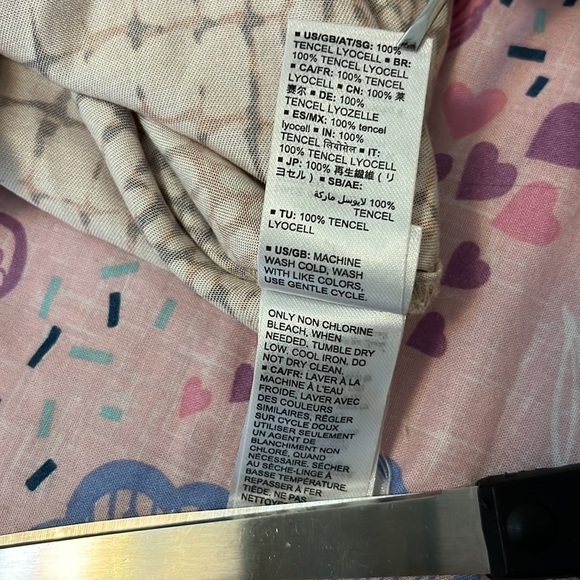 ▪ US/GB/AT/SG: 100%
TENCEL LYOCELL ▪ BR:
100% TENCEL LYOCELL
▪ CA/FR: 100% TENCEL
LYOCELL ▪ CN: 100% 莱
赛尔 ▪ DE: 100%
TENCEL LYOZELLE
▪ ES/MX: 100% tencel
lyocell ▪ IN: 100%
TENCEL लियोसेल ▪ IT:
100% TENCEL LYOCELL
▪ JP: 100% 再生繊維（リ
ヨセル） ▪ SB/AE:
100% لايوسل ماركة
TENCEL
▪ TU: 100% TENCEL
LYOCELL
▪ US/GB: MACHINE
WASH COLD, WASH
WITH LIKE COLORS,
USE GENTLE CYCLE.
ONLY NON CHLORINE
BLEACH, WHEN
NEEDED. TUMBLE DRY
LOW. COOL IRON. DO
NOT DRY CLEAN.
▪ CA/FR: LAVER À LA
MACHINE À L'EAU
FROIDE, LAVER AVEC
DES COULEURS
SIMILAIRES, RÉGLER
SUR CYCLE DOUX
UTILISER SEULEMENT
UN AGENT DE
BLANCHIMENT NON
CHLORÉ, QUAND
NÉCESSAIRE. SÉCHER
AU SÈCHE-LINGE À
BASSE TEMPÉRATURE.
REPASSER À FER
TIÈDE. NE PAS